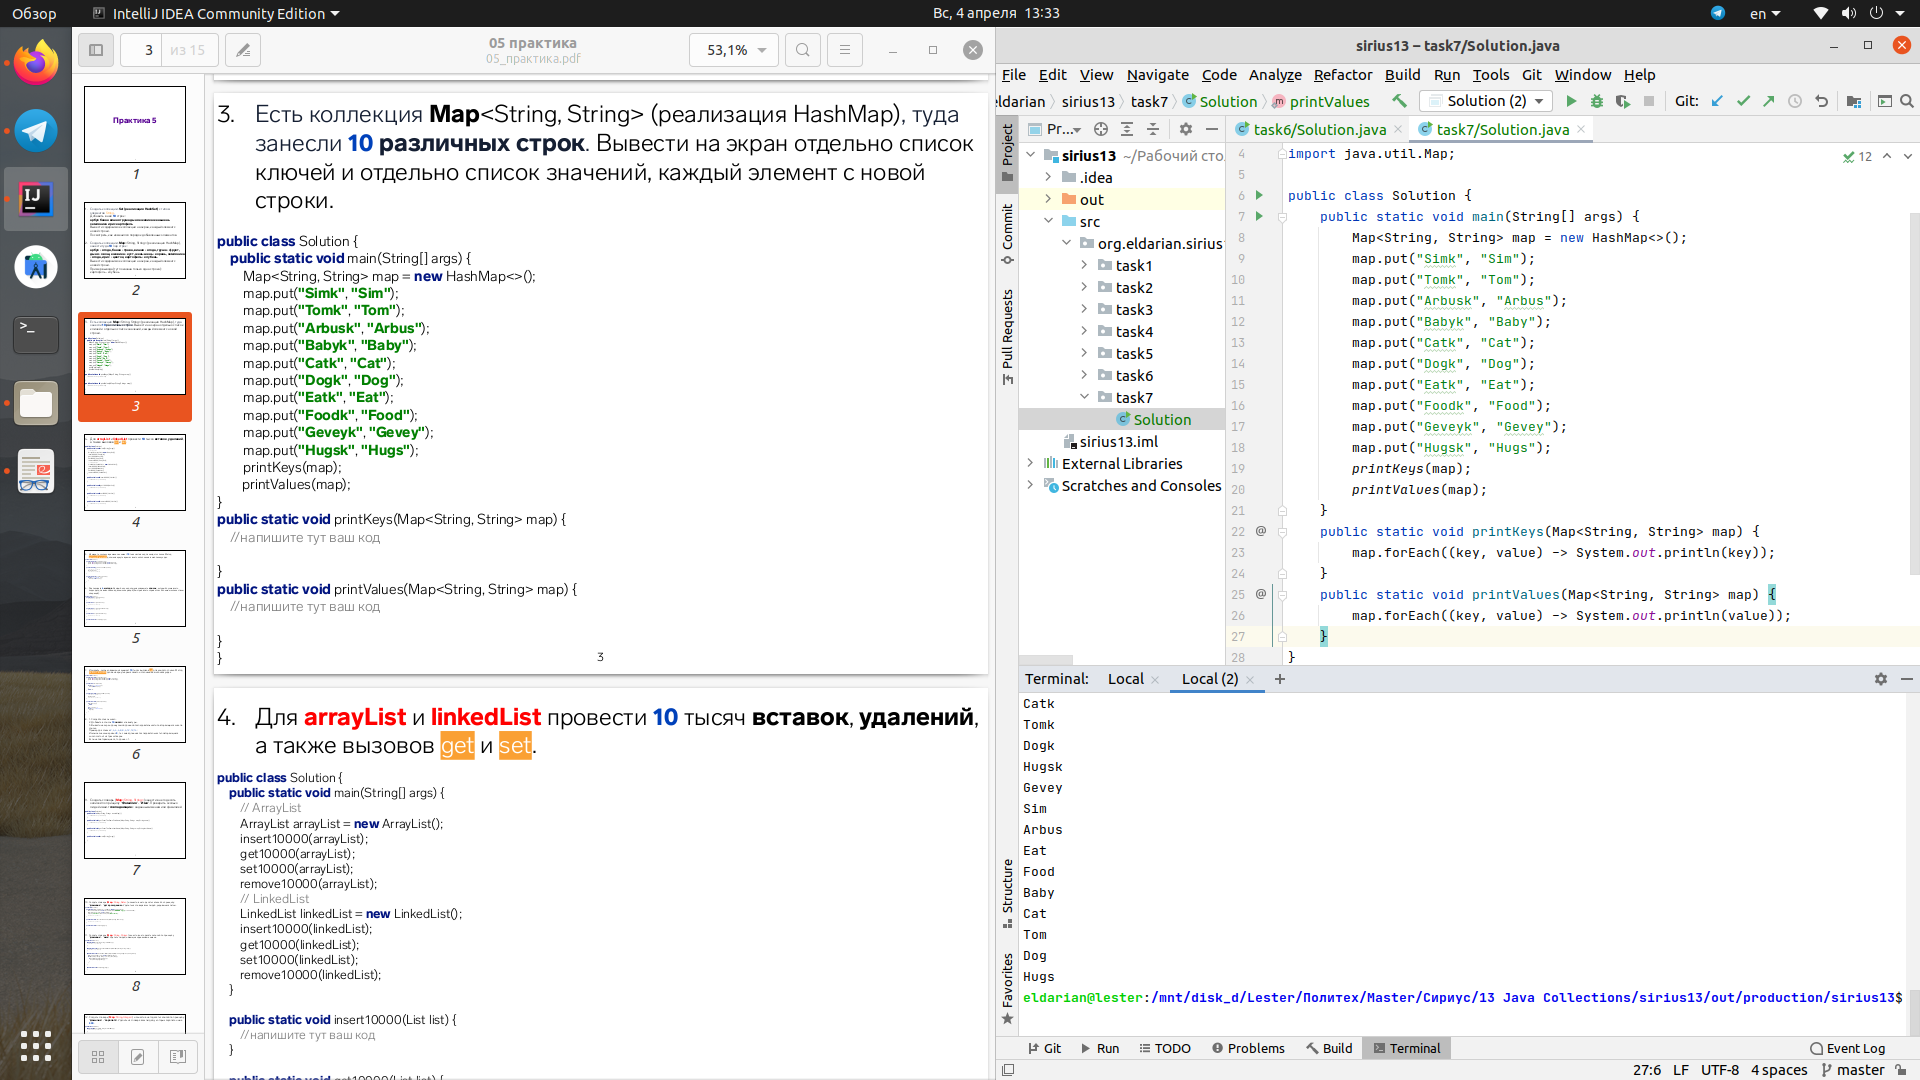 Обзор
IntelliJ IDEA Community Edition
Вс, 4 апреля 13:33
en
3 из 15
05 практика
05_практика.pdf
53,1%
Практика 5
1
2
3
4
5
6
7
8
3. Есть коллекция Map<String, String> (реализация HashMap), туда
занесли 10 различных строк. Вывести на экран отдельно список
ключей и отдельно список значений, каждый элемент с новой
строки.
public class Solution {
public static void main(String[] args) {
Map<String, String> map = new HashMap<>();
map.put("Simk", "Sim");
map.put("Tomk", "Tom");
map.put("Arbusk", "Arbus");
map.put("Babyk", "Baby");
map.put("Catk", "Cat");
map.put("Dogk", "Dog");
map.put("Eatk", "Eat");
map.put("Foodk", "Food");
map.put("Geveyk", "Gevey");
map.put("Hugsk", "Hugs");
printKeys(map);
printValues(map);
}
public static void printKeys(Map<String, String> map) {
//напишите тут ваш код
}
public static void printValues(Map<String, String> map) {
//напишите тут ваш код
}
}
3
4. Для arrayList и linkedList провести 10 тысяч вставок, удалений,
а также вызовов get и set.
public class Solution {
public static void main(String[] args) {
// ArrayList
ArrayList arrayList = new ArrayList();
insert10000(arrayList);
get10000(arrayList);
set10000(arrayList);
remove10000(arrayList);
// LinkedList
LinkedList linkedList = new LinkedList();
insert10000(linkedList);
get10000(linkedList);
set10000(linkedList);
remove10000(linkedList);
}
public static void insert10000(List list) {
//напишите тут ваш код
}
public static void get10000(List list) {
sirius13 – task7/Solution.java
File Edit View Navigate Code Analyze Refactor Build Run Tools Git Window Help
eldarian sirius13 task7 Solution printValues
Solution (2)
Git:
Project
Commit
Pull Requests
Structure
Favorites
Pr...
sirius13 ~/Рабочий сто
.idea
out
src
org.eldarian.sirius
task1
task2
task3
task4
task5
task6
task7
Solution
sirius13.iml
External Libraries
Scratches and Consoles
task6/Solution.java
task7/Solution.java
12
4 import java.util.Map;
5
6 public class Solution {
7 public static void main(String[] args) {
8 Map<String, String> map = new HashMap<>();
9 map.put("Simk", "Sim");
10 map.put("Tomk", "Tom");
11 map.put("Arbusk", "Arbus");
12 map.put("Babyk", "Baby");
13 map.put("Catk", "Cat");
14 map.put("Dogk", "Dog");
15 map.put("Eatk", "Eat");
16 map.put("Foodk", "Food");
17 map.put("Geveyk", "Gevey");
18 map.put("Hugsk", "Hugs");
19 printKeys(map);
20 printValues(map);
21 }
22 @ public static void printKeys(Map<String, String> map) {
23 map.forEach((key, value) -> System.out.println(key));
24 }
25 @ public static void printValues(Map<String, String> map) {
26 map.forEach((key, value) -> System.out.println(value));
27 }
28 }
Terminal: Local Local (2)
Catk
Tomk
Dogk
Hugsk
Gevey
Sim
Arbus
Eat
Food
Baby
Cat
Tom
Dog
Hugs
eldarian@lester:/mnt/disk_d/Lester/Политех/Master/Сириус/13 Java Collections/sirius13/out/production/sirius13$
Git Run TODO Problems Build Terminal Event Log
27:6 LF UTF-8 4 spaces master